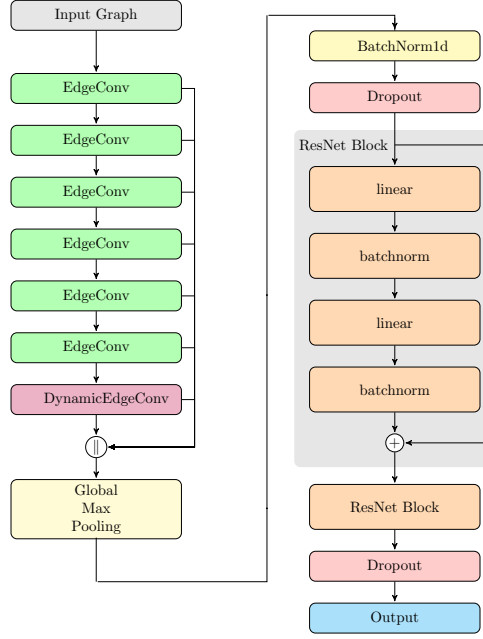 Input Graph
EdgeConv
EdgeConv
EdgeConv
EdgeConv
EdgeConv
EdgeConv
DynamicEdgeConv
||
Global
Max
Pooling
BatchNorm1d
Dropout
ResNet Block
linear
batchnorm
linear
batchnorm
+
ResNet Block
Dropout
Output